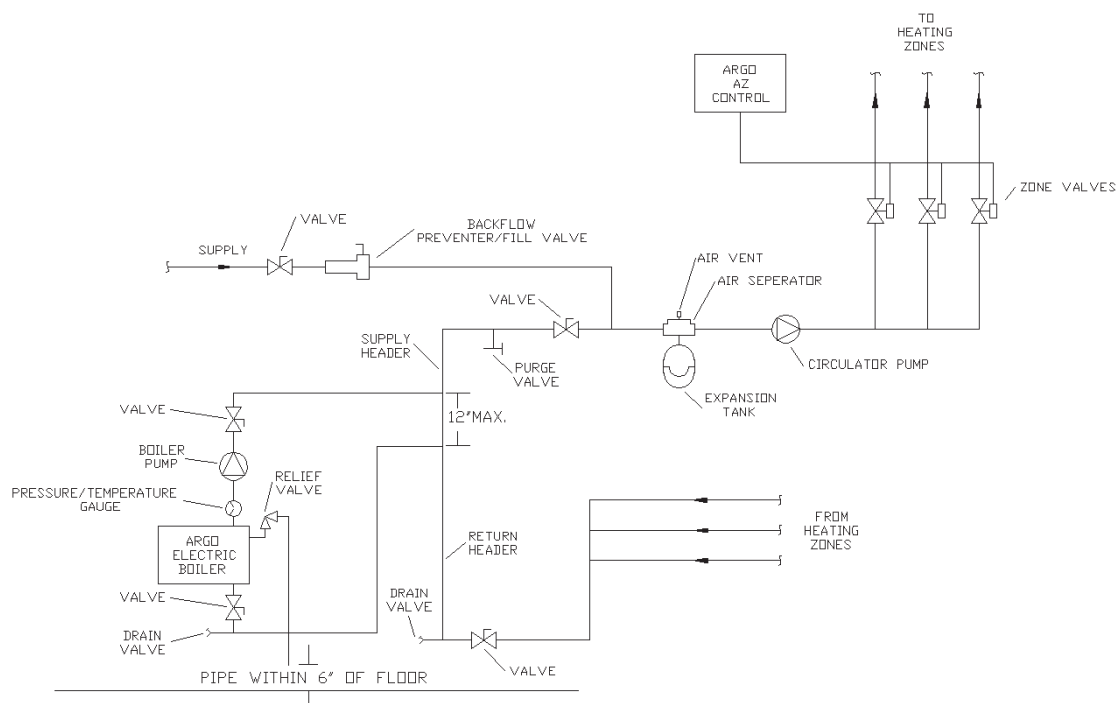 TO
HEATING
ZONES
ARGO
AZ
CONTROL
ZONE VALVES
VALVE
BACKFLOW
PREVENTER/FILL VALVE
SUPPLY
AIR VENT
AIR SEPERATOR
VALVE
SUPPLY
HEADER
PURGE
VALVE
CIRCULATOR PUMP
EXPANSION
TANK
12"MAX.
VALVE
BOILER
PUMP
RELIEF
VALVE
PRESSURE/TEMPERATURE
GAUGE
ARGO
ELECTRIC
BOILER
RETURN
HEADER
FROM
HEATING
ZONES
VALVE
DRAIN
VALVE
DRAIN
VALVE
VALVE
PIPE WITHIN 6" OF FLOOR